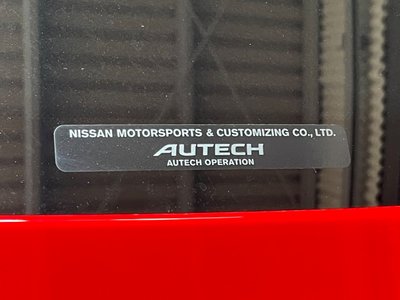 NISSAN MOTORSPORTS & CUSTOMIZING CO., LTD.
AUTECH
AUTECH OPERATION